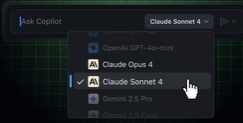 Ask Copilot
Claude Sonnet 4
OpenAI GPT-4o-mini
Claude Opus 4
Claude Sonnet 4
Gemini 2.5 Pro